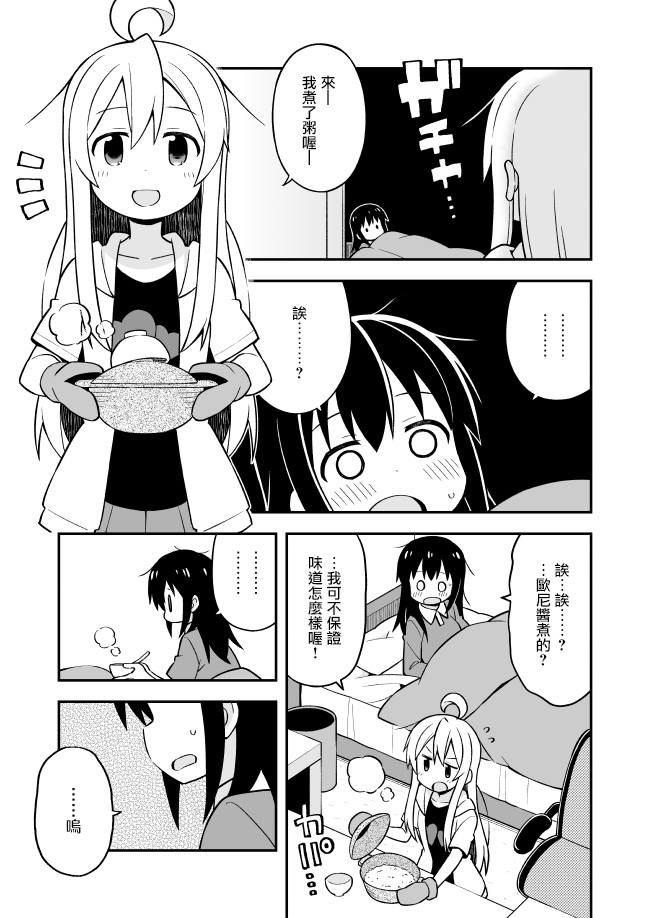 ガチャ…
來─
我煮了粥喔─
………
………
誒………?
誒…誒……?
…歐尼醬煮的?
…我可不保證
味道怎麼樣喔!
カパ…
………
………
……嗚